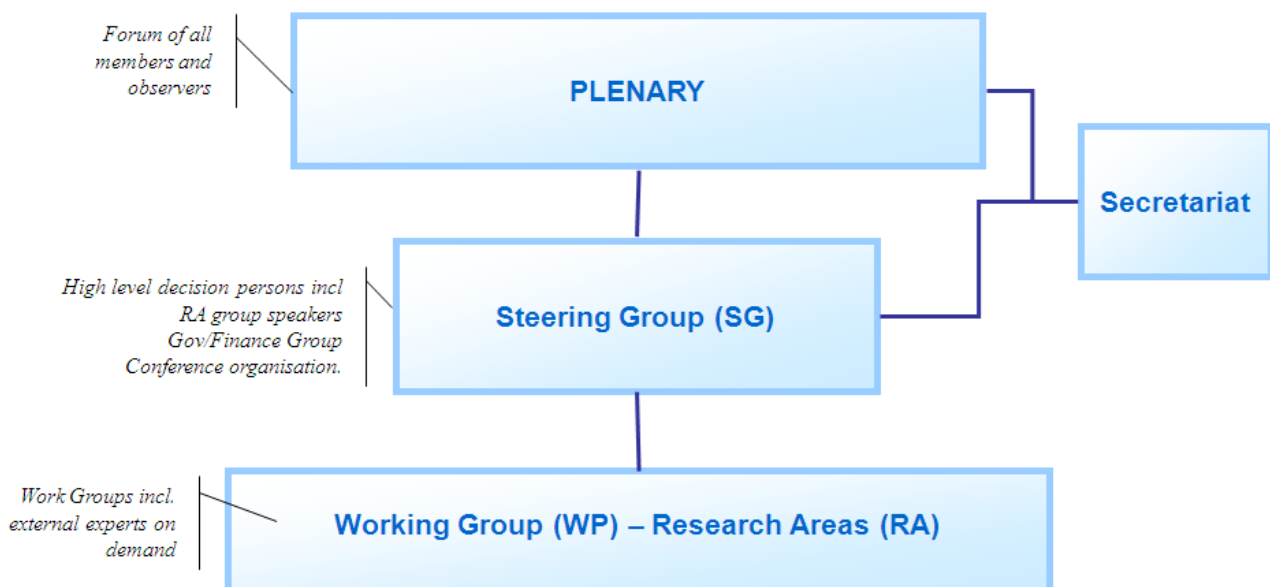 Forum of all
members and
observers
PLENARY
Secretariat
High level decision persons incl
RA group speakers
Gov/Finance Group
Conference organisation.
Steering Group (SG)
Work Groups incl.
external experts on
demand
Working Group (WP) – Research Areas (RA)